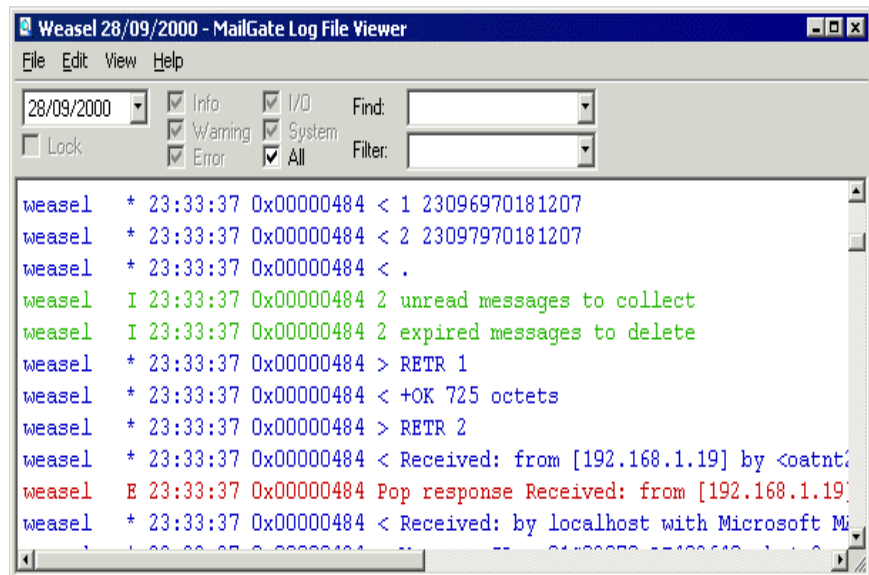 Weasel 28/09/2000 - MailGate Log File Viewer
File Edit View Help
28/09/2000 Info I/O Find:
Warning System
Lock Error All Filter:
weasel * 23:33:37 0x00000484 < 1 23096970181207
weasel * 23:33:37 0x00000484 < 2 23097970181207
weasel * 23:33:37 0x00000484 < .
weasel I 23:33:37 0x00000484 2 unread messages to collect
weasel I 23:33:37 0x00000484 2 expired messages to delete
weasel * 23:33:37 0x00000484 > RETR 1
weasel * 23:33:37 0x00000484 < +OK 725 octets
weasel * 23:33:37 0x00000484 > RETR 2
weasel * 23:33:37 0x00000484 < Received: from [192.168.1.19] by <oatnt
weasel E 23:33:37 0x00000484 Pop response Received: from [192.168.1.19]
weasel * 23:33:37 0x00000484 < Received: by localhost with Microsoft